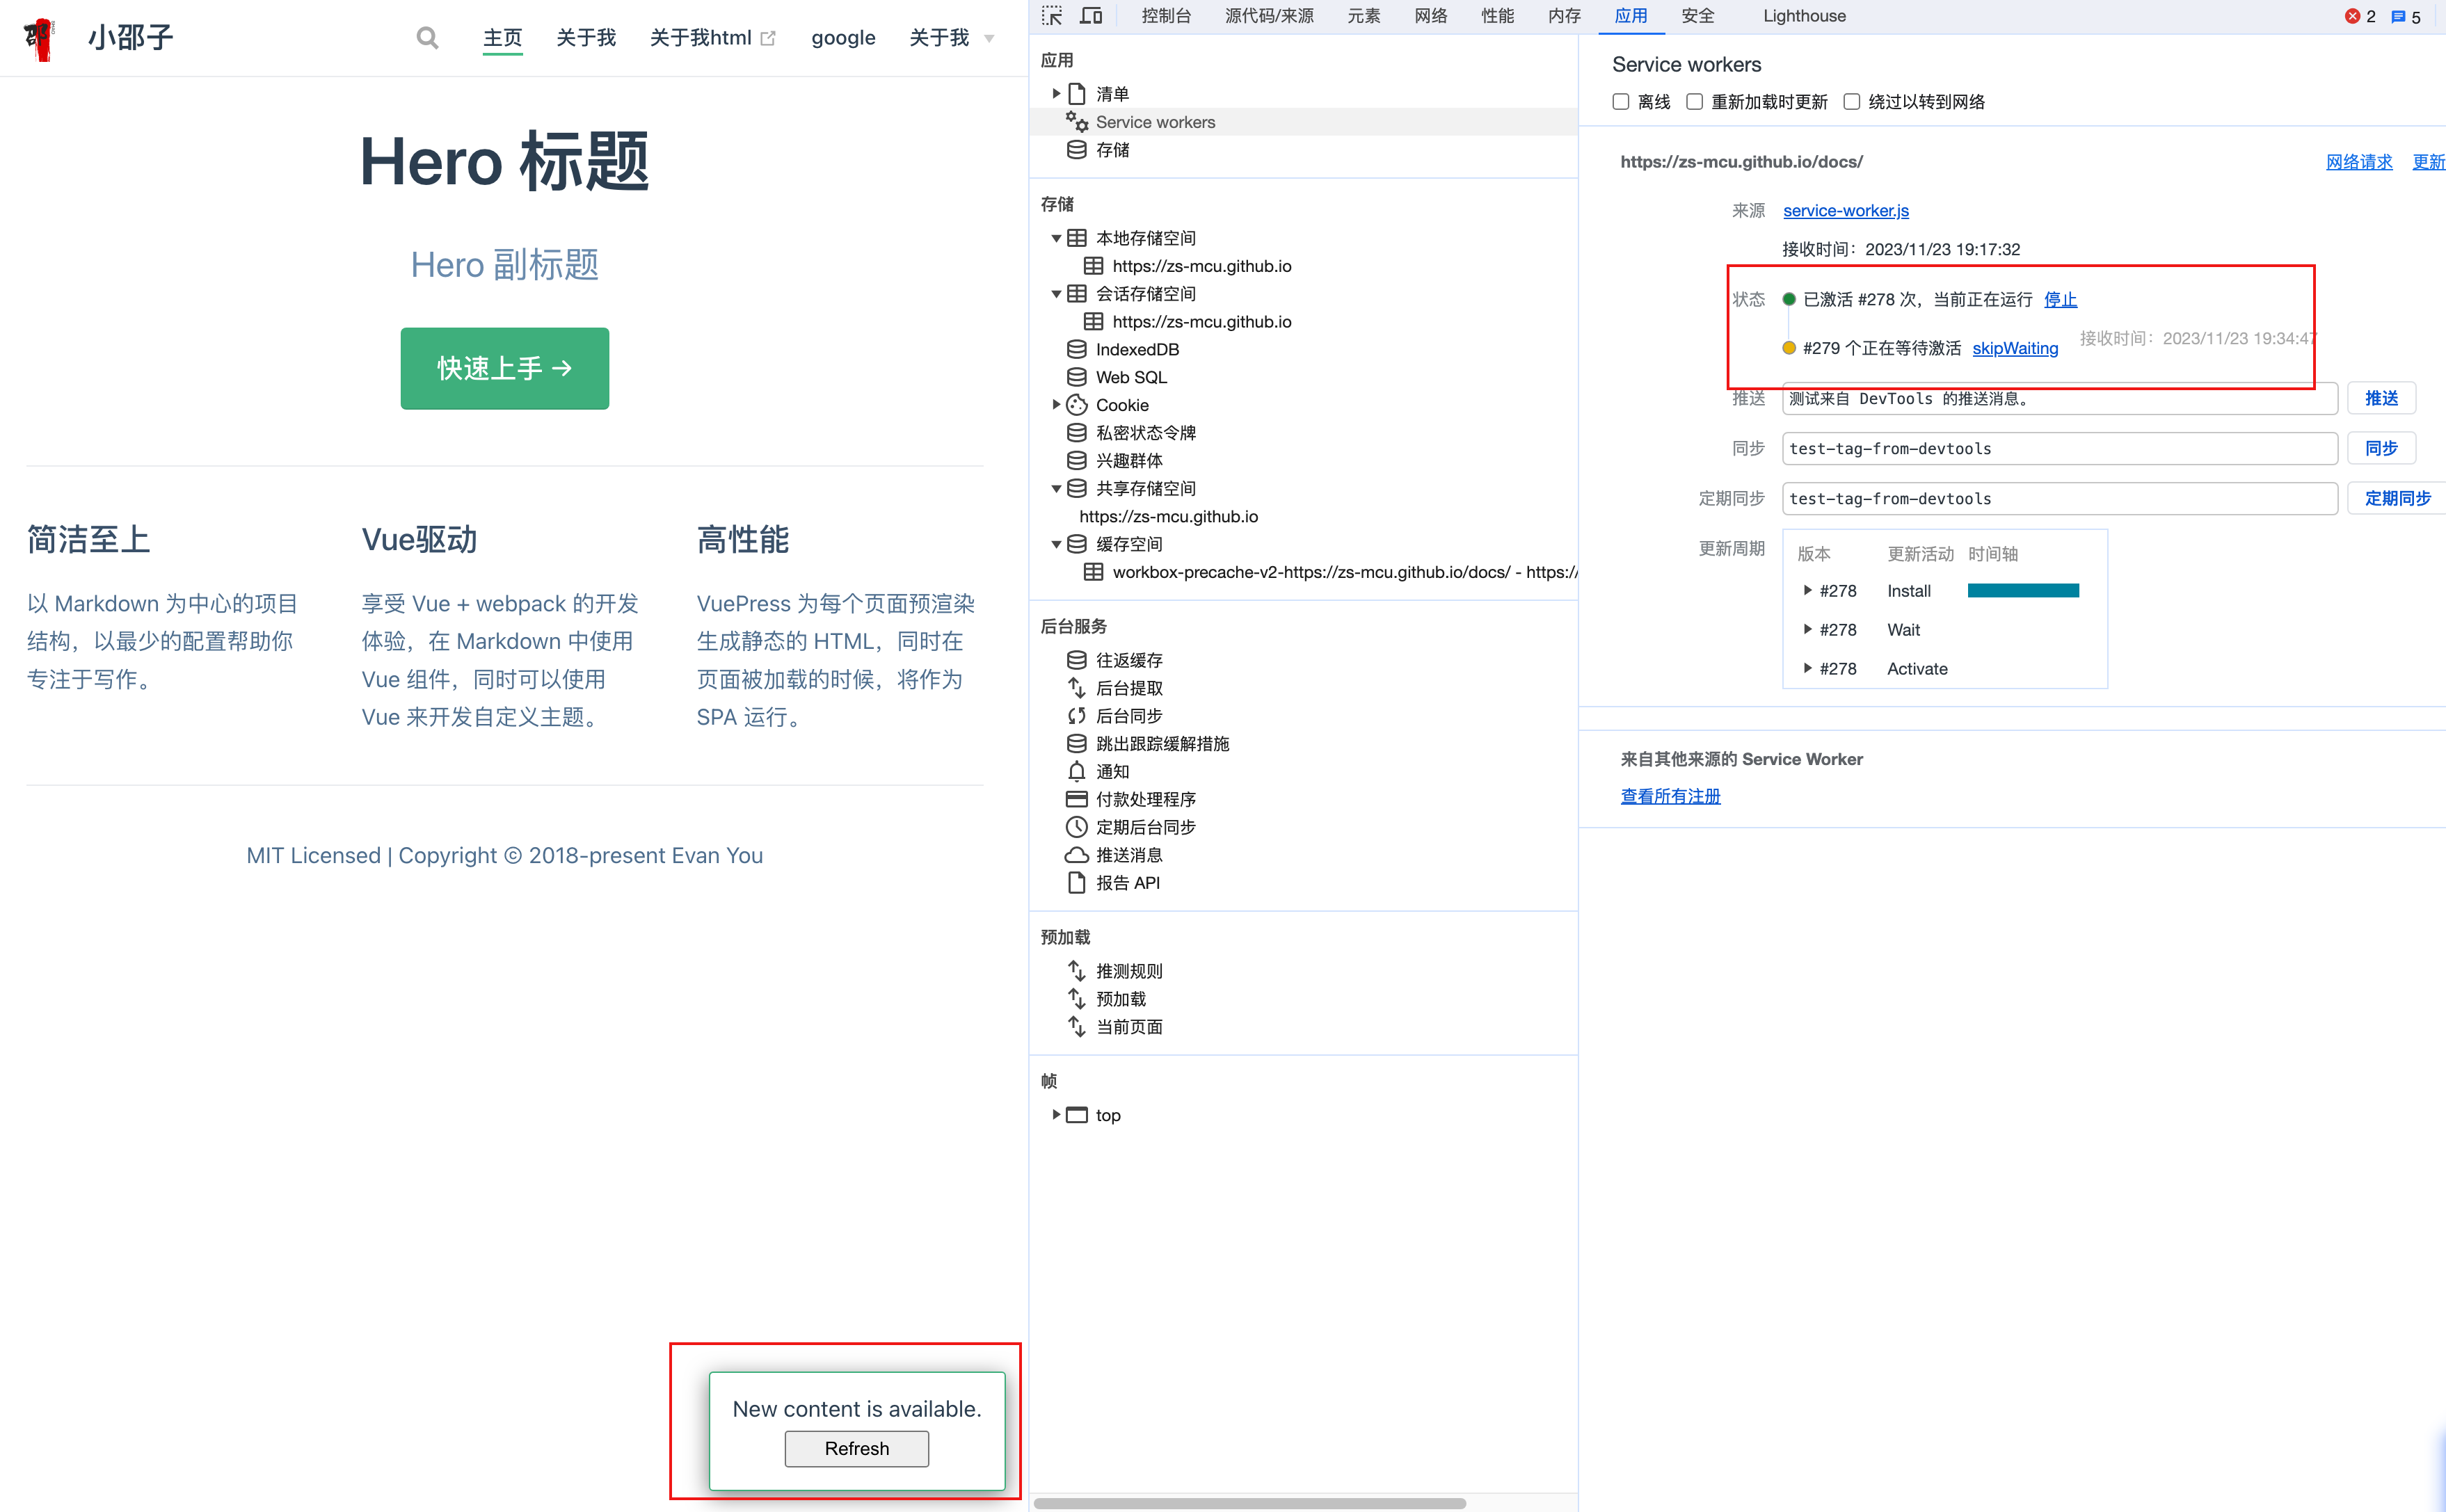 小邵子
主页 关于我 关于我html google 关于我
Hero 标题
Hero 副标题
快速上手 →
简洁至上
以 Markdown 为中心的项目
结构，以最少的配置帮助你
专注于写作。
Vue驱动
享受 Vue + webpack 的开发
体验，在 Markdown 中使用
Vue 组件，同时可以使用
Vue 来开发自定义主题。
高性能
VuePress 为每个页面预渲染
生成静态的 HTML，同时在
页面被加载的时候，将作为
SPA 运行。
MIT Licensed | Copyright © 2018-present Evan You
New content is available.
Refresh
控制台 源代码/来源 元素 网络 性能 内存 应用 安全 Lighthouse 2 5
应用
清单
Service workers
存储
存储
本地存储空间
https://zs-mcu.github.io
会话存储空间
https://zs-mcu.github.io
IndexedDB
Web SQL
Cookie
私密状态令牌
兴趣群体
共享存储空间
https://zs-mcu.github.io
缓存空间
workbox-precache-v2-https://zs-mcu.github.io/docs/ - https:/
后台服务
往返缓存
后台提取
后台同步
跳出跟踪缓解措施
通知
付款处理程序
定期后台同步
推送消息
报告 API
预加载
推测规则
预加载
当前页面
帧
top
Service workers
离线 重新加载时更新 绕过以转到网络
https://zs-mcu.github.io/docs/ 网络请求 更新
来源 service-worker.js
接收时间：2023/11/23 19:17:32
状态 已激活 #278 次，当前正在运行 停止
#279 个正在等待激活 skipWaiting 接收时间：2023/11/23 19:34:47
推送 测试来自 DevTools 的推送消息。 推送
同步 test-tag-from-devtools 同步
定期同步 test-tag-from-devtools 定期同步
更新周期 版本 更新活动 时间轴
#278 Install
#278 Wait
#278 Activate
来自其他来源的 Service Worker
查看所有注册